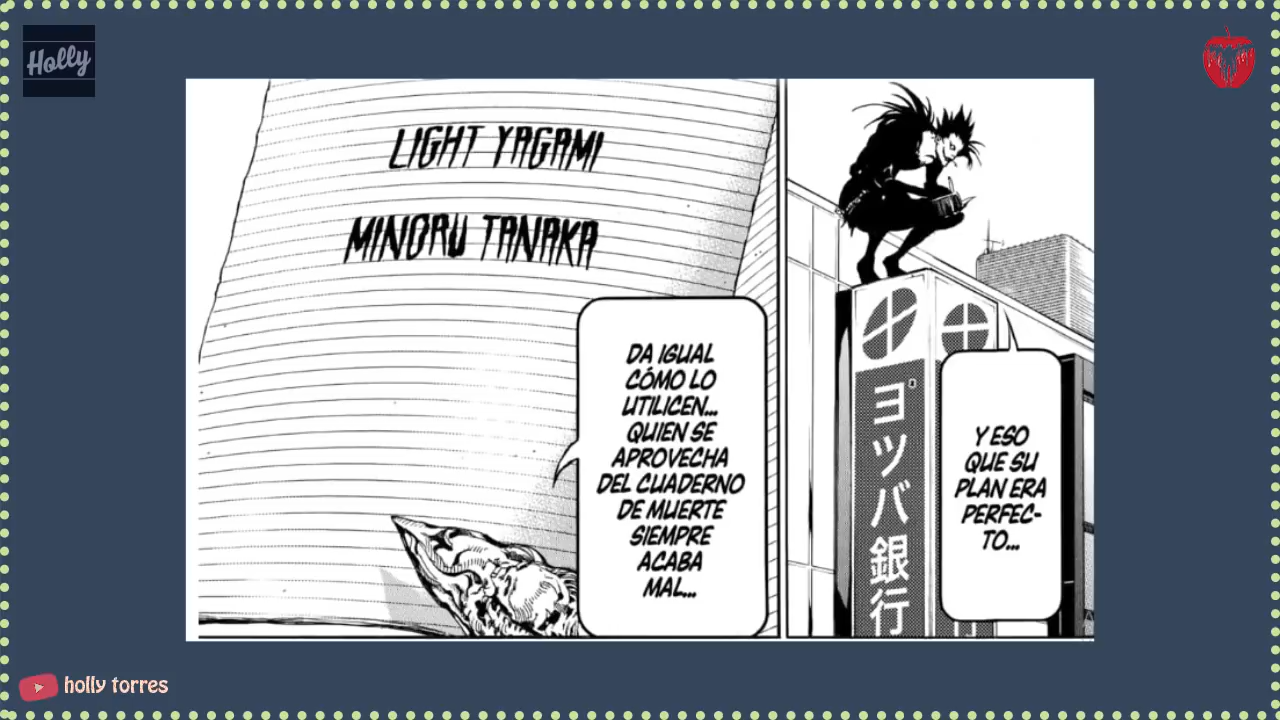 Holly
LIGHT YAGAMI
MINORU TANAKA
DA IGUAL
CÓMO LO
UTILICEN...
QUIEN SE
APROVECHA
DEL CUADERNO
DE MUERTE
SIEMPRE
ACABA
MAL...
Y ESO
QUE SU
PLAN ERA
PERFEC-
TO...
ヨツバ銀行
holly torres